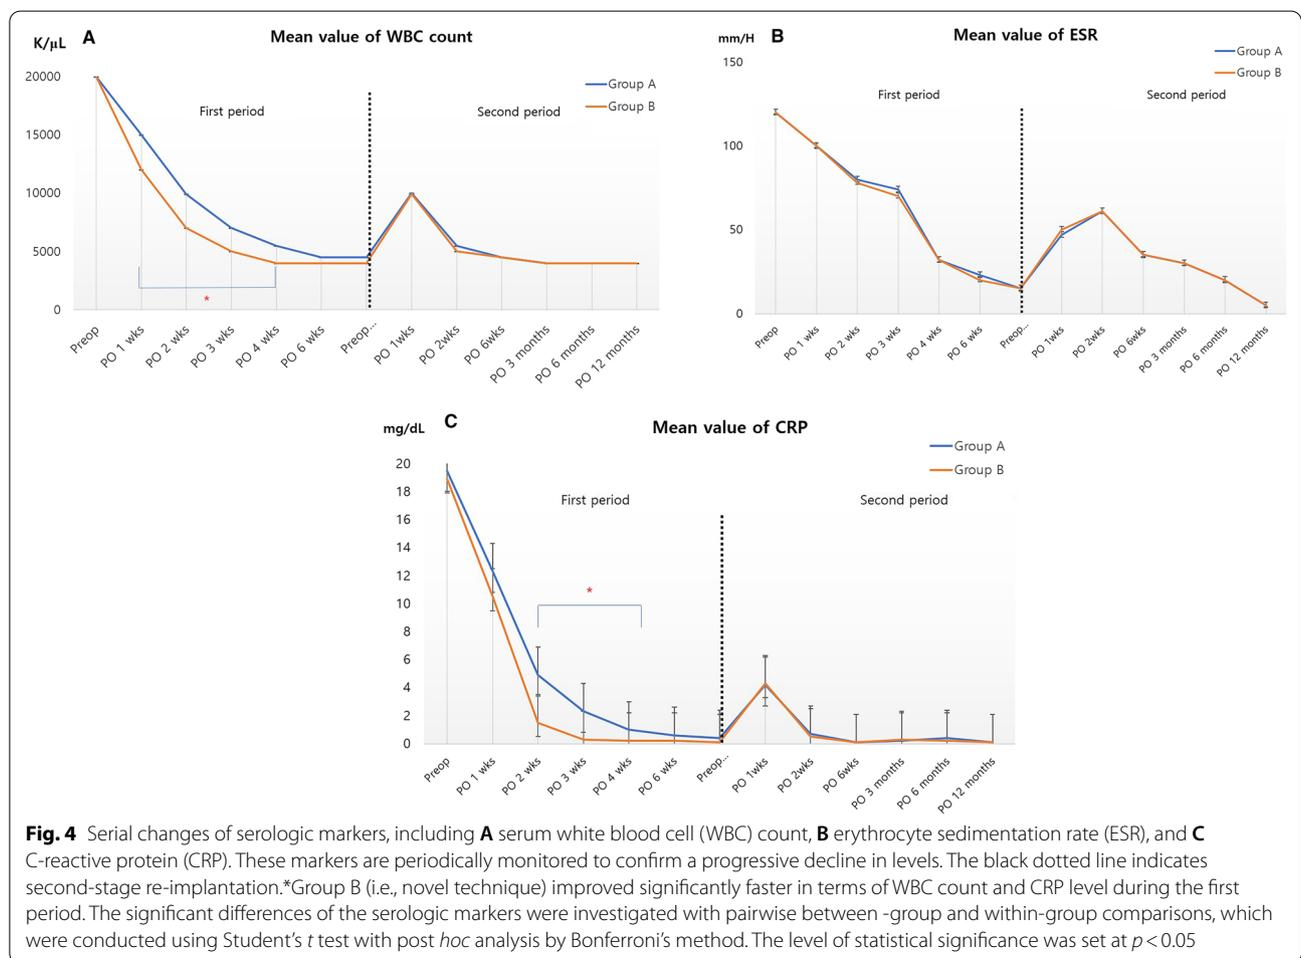 K/µL A Mean value of WBC count
20000
15000
10000
5000
0
Group A
Group B
First period
Second period
*
Preop
PO 1 wks
PO 2 wks
PO 3 wks
PO 4 wks
PO 6 wks
Preop...
PO 1wks
PO 2wks
PO 6wks
PO 3 months
PO 6 months
PO 12 months
mm/H B Mean value of ESR
150
100
50
0
Group A
Group B
First period
Second period
Preop
PO 1 wks
PO 2 wks
PO 3 wks
PO 4 wks
PO 6 wks
Preop...
PO 1wks
PO 2wks
PO 6wks
PO 3 months
PO 6 months
PO 12 months
mg/dL C Mean value of CRP
20
18
16
14
12
10
8
6
4
2
0
Group A
Group B
First period
Second period
*
Preop
PO 1 wks
PO 2 wks
PO 3 wks
PO 4 wks
PO 6 wks
Preop...
PO 1wks
PO 2wks
PO 6wks
PO 3 months
PO 6 months
PO 12 months
Fig. 4 Serial changes of serologic markers, including A serum white blood cell (WBC) count, B erythrocyte sedimentation rate (ESR), and C
C-reactive protein (CRP). These markers are periodically monitored to confirm a progressive decline in levels. The black dotted line indicates
second-stage re-implantation.*Group B (i.e., novel technique) improved significantly faster in terms of WBC count and CRP level during the first
period. The significant differences of the serologic markers were investigated with pairwise between -group and within-group comparisons, which
were conducted using Student's t test with post hoc analysis by Bonferroni's method. The level of statistical significance was set at p < 0.05